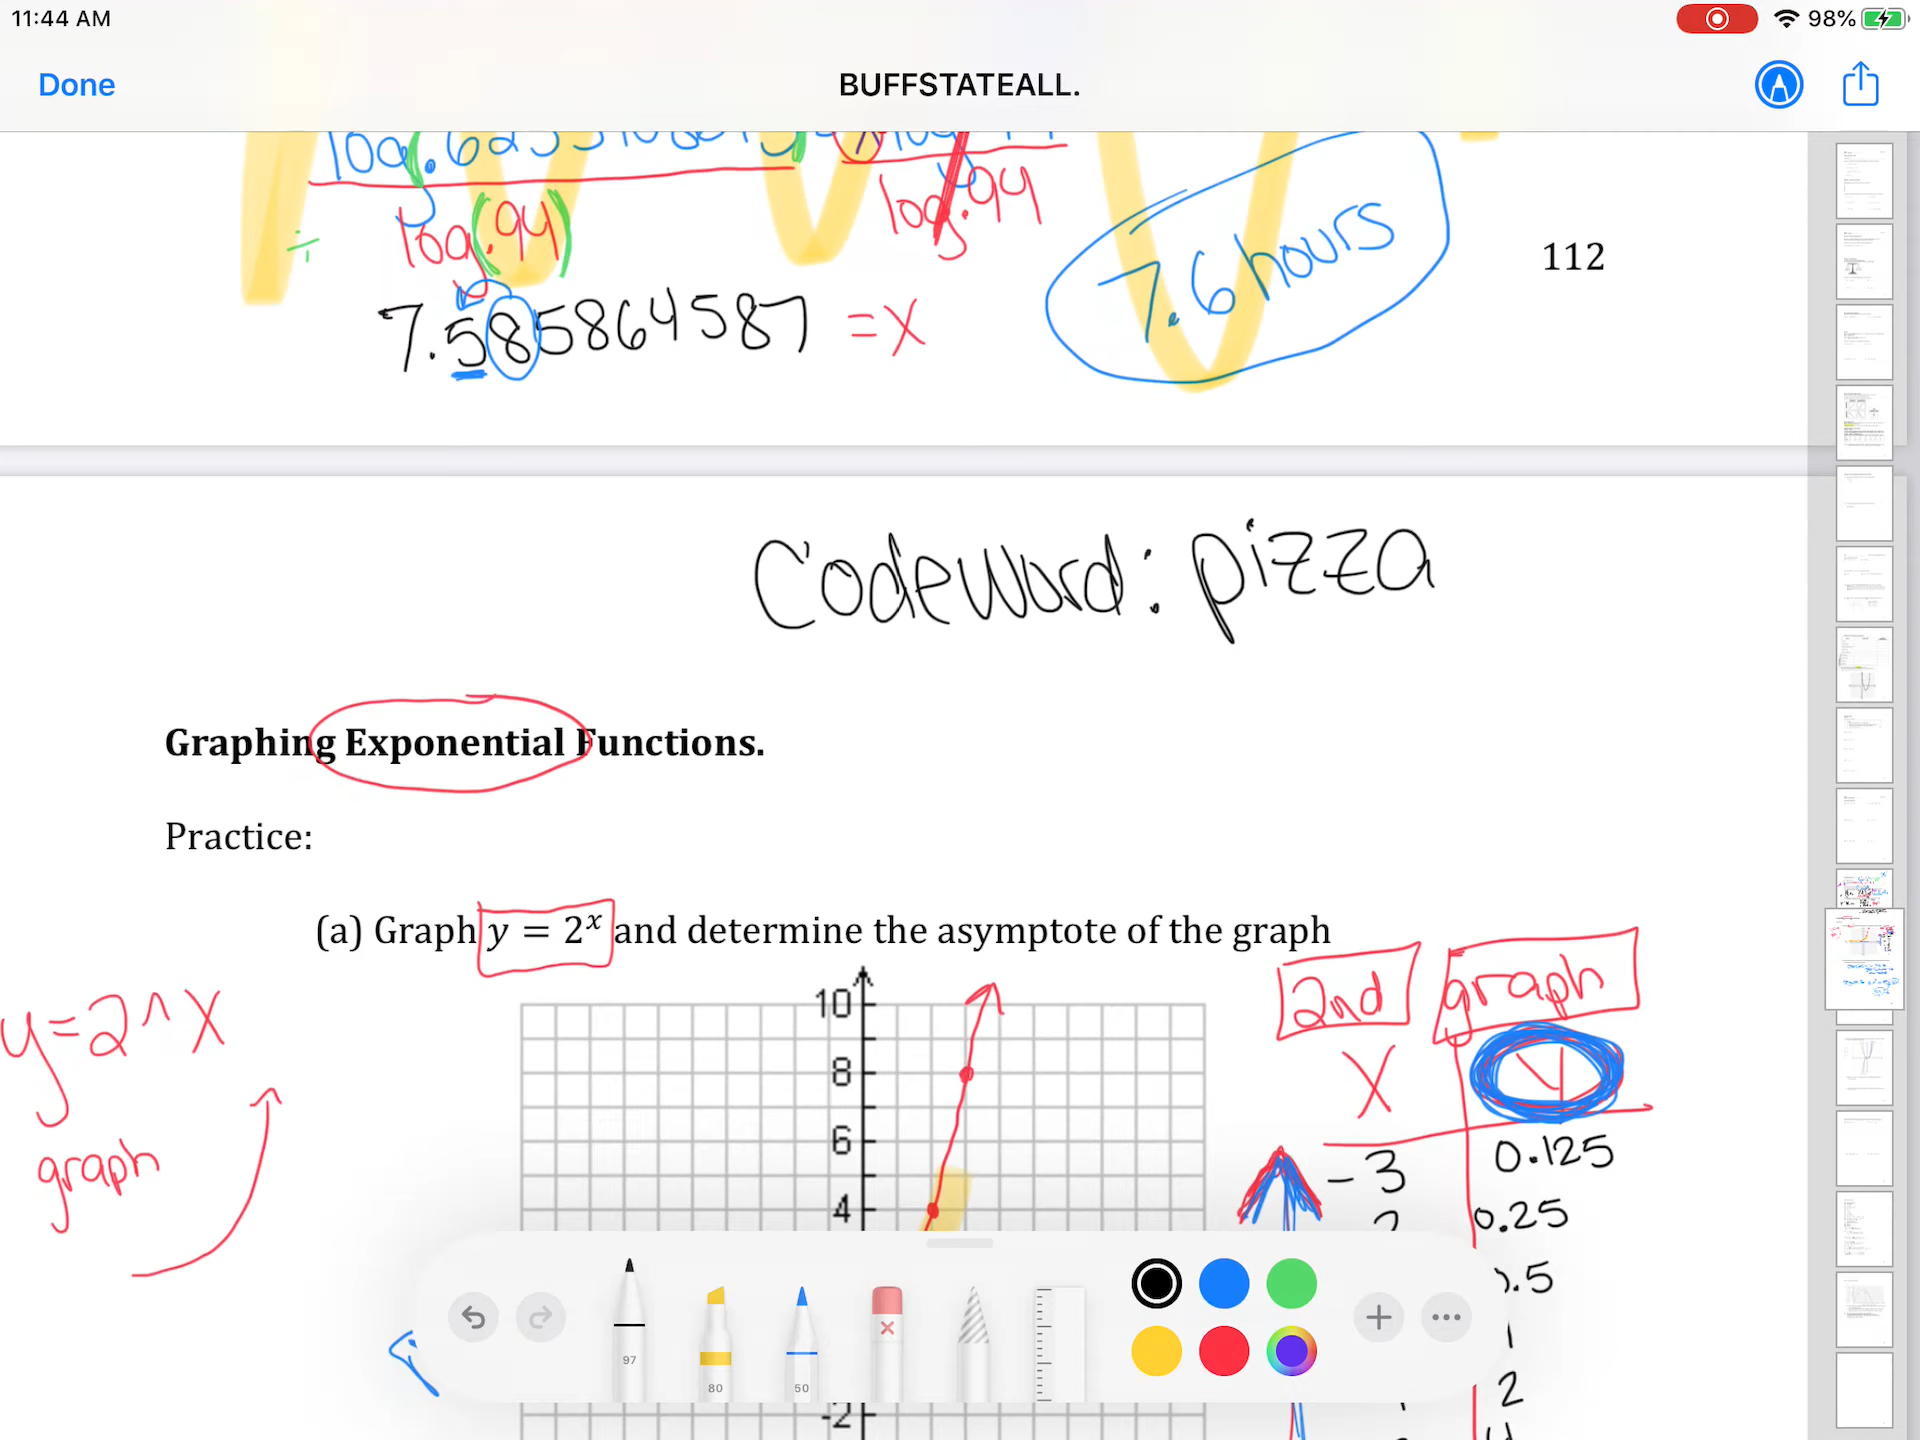 11:44 AM
98%
Done
BUFFSTATEALL.
log.94
log(.94)
÷
7.6 hours
112
7.585864587 = X
Codeword: pizza
Graphing Exponential Functions.
Practice:
(a) Graph y = 2^x and determine the asymptote of the graph
2nd graph
y=2^X
graph
10
8
6
4
-2
X Y
-3 0.125
0.25
.5
1
2
97
80
50